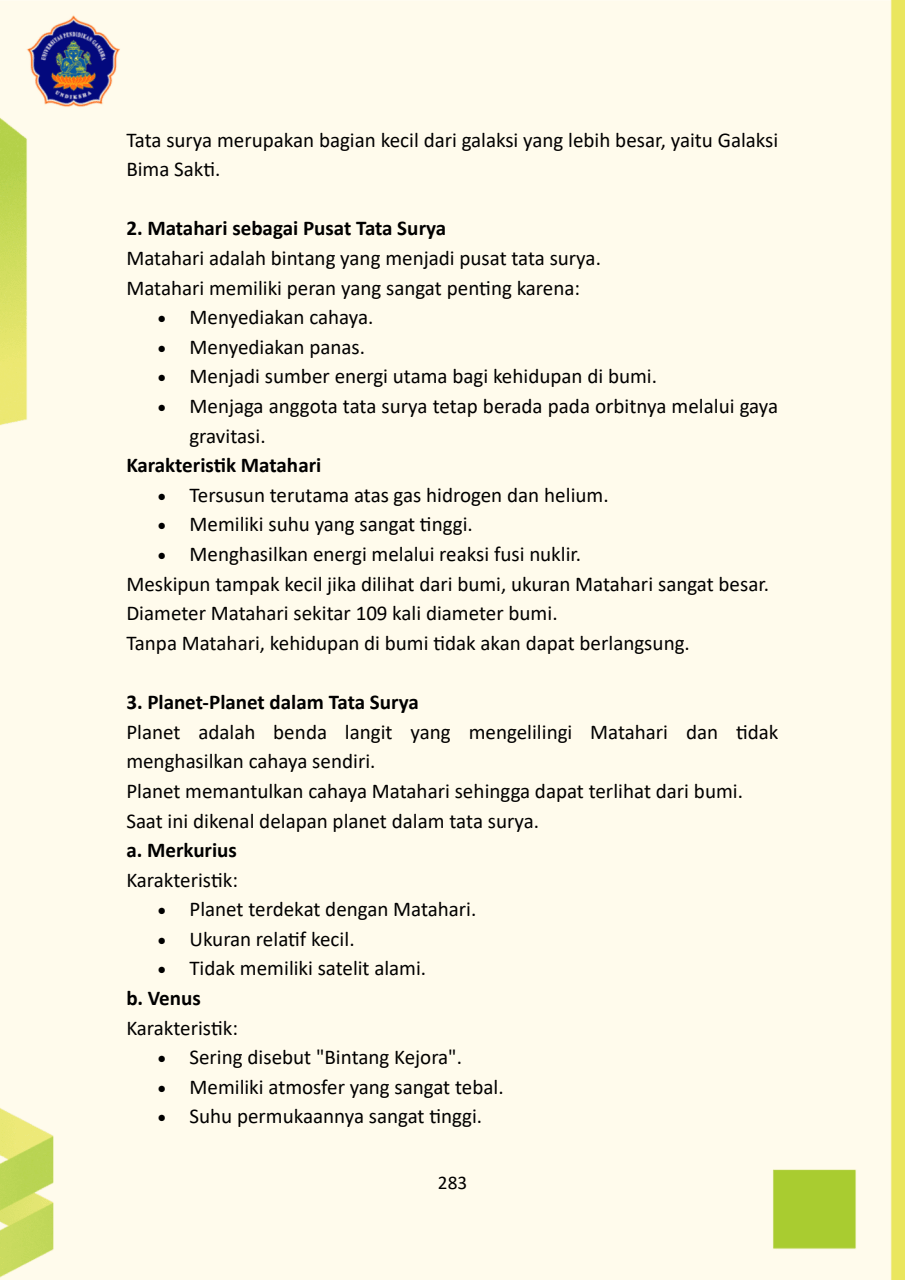 UNIVERSITAS PENDIDIKAN GANESHA
UNDIKSHA
Tata surya merupakan bagian kecil dari galaksi yang lebih besar, yaitu Galaksi
Bima Sakti.
2. Matahari sebagai Pusat Tata Surya
Matahari adalah bintang yang menjadi pusat tata surya.
Matahari memiliki peran yang sangat penting karena:
• Menyediakan cahaya.
• Menyediakan panas.
• Menjadi sumber energi utama bagi kehidupan di bumi.
• Menjaga anggota tata surya tetap berada pada orbitnya melalui gaya
gravitasi.
Karakteristik Matahari
• Tersusun terutama atas gas hidrogen dan helium.
• Memiliki suhu yang sangat tinggi.
• Menghasilkan energi melalui reaksi fusi nuklir.
Meskipun tampak kecil jika dilihat dari bumi, ukuran Matahari sangat besar.
Diameter Matahari sekitar 109 kali diameter bumi.
Tanpa Matahari, kehidupan di bumi tidak akan dapat berlangsung.
3. Planet-Planet dalam Tata Surya
Planet adalah benda langit yang mengelilingi Matahari dan tidak
menghasilkan cahaya sendiri.
Planet memantulkan cahaya Matahari sehingga dapat terlihat dari bumi.
Saat ini dikenal delapan planet dalam tata surya.
a. Merkurius
Karakteristik:
• Planet terdekat dengan Matahari.
• Ukuran relatif kecil.
• Tidak memiliki satelit alami.
b. Venus
Karakteristik:
• Sering disebut "Bintang Kejora".
• Memiliki atmosfer yang sangat tebal.
• Suhu permukaannya sangat tinggi.
283